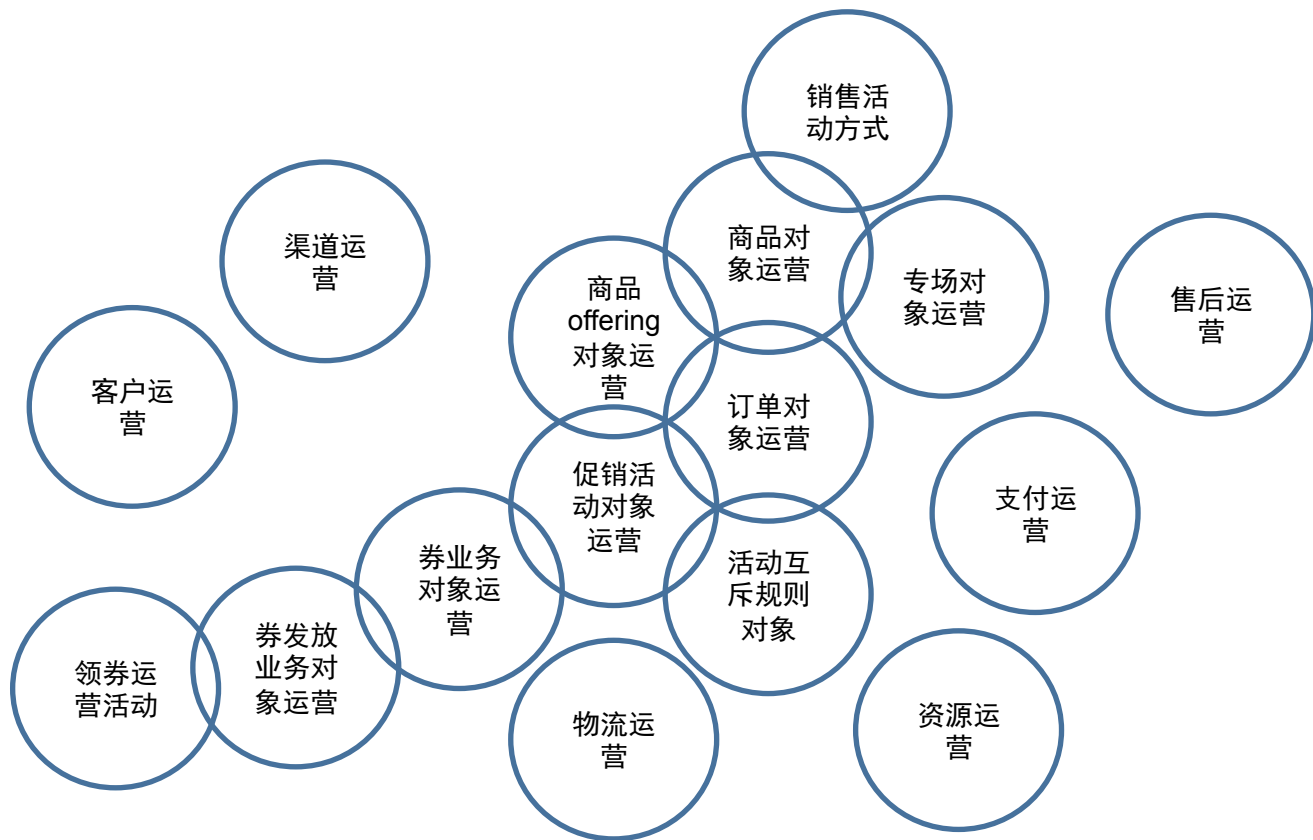 销售活
动方式
渠道运
营
商品对
象运营
专场对
象运营
售后运
营
商品
offering
对象运
营
客户运
营
订单对
象运营
促销活
动对象
运营
支付运
营
券业务
对象运
营
活动互
斥规则
对象
券发放
业务对
象运营
领券运
营活动
物流运
营
资源运
营